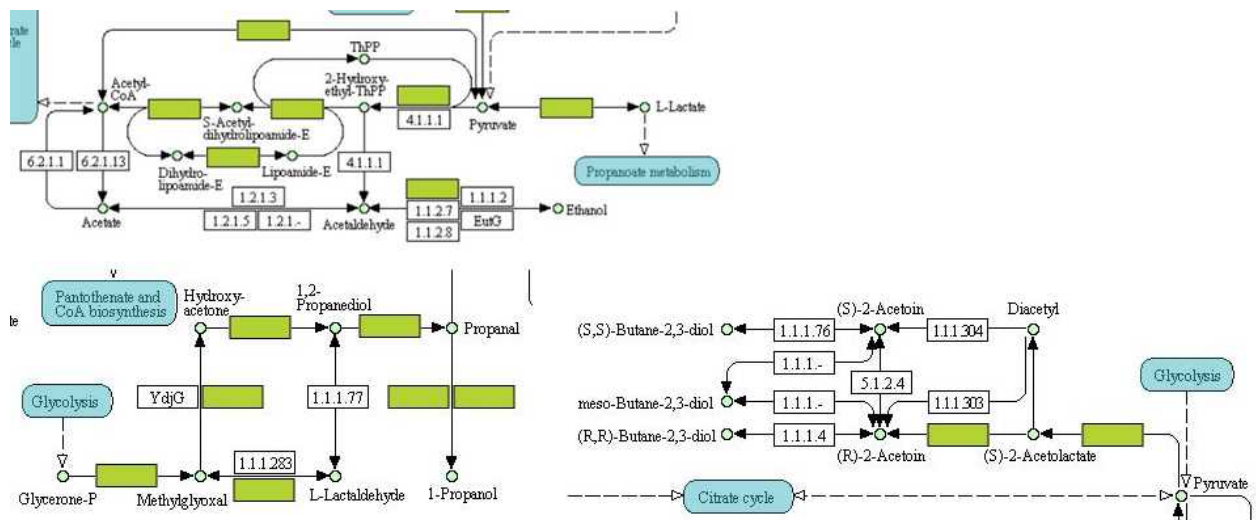 rate
cle
ThPP
Acetyl-
CoA
2-Hydroxy-
ethyl-ThPP
S-Acetyl-
dihydrolipoamide-E
4.1.1.1
Pyruvate
L-Lactate
6.2.1.1
6.2.1.13
Dihydro-
lipoamide-E
Lipoamide-E
4.1.1.1
Propanoate metabolism
1.2.1.3
1.2.1.5
1.2.1.-
Acetate
Acetaldehyde
1.1.1.2
1.1.2.7
EutG
1.1.2.8
Ethanol
Pantothenate and
CoA biosynthesis
Hydroxy-
acetone
1,2-
Propanediol
Propanal
YdjG
1.1.1.77
Glycolysis
1.1.1.283
Glycerone-P
Methylglyoxal
L-Lactaldehyde
1-Propanol
(S)-2-Acetoin
Diacetyl
(S,S)-Butane-2,3-diol
1.1.1.76
1.1.1.304
1.1.1.-
5.1.2.4
Glycolysis
meso-Butane-2,3-diol
1.1.1.-
1.1.1.303
(R,R)-Butane-2,3-diol
1.1.1.4
(R)-2-Acetoin
(S)-2-Acetolactate
Citrate cycle
Pyruvate